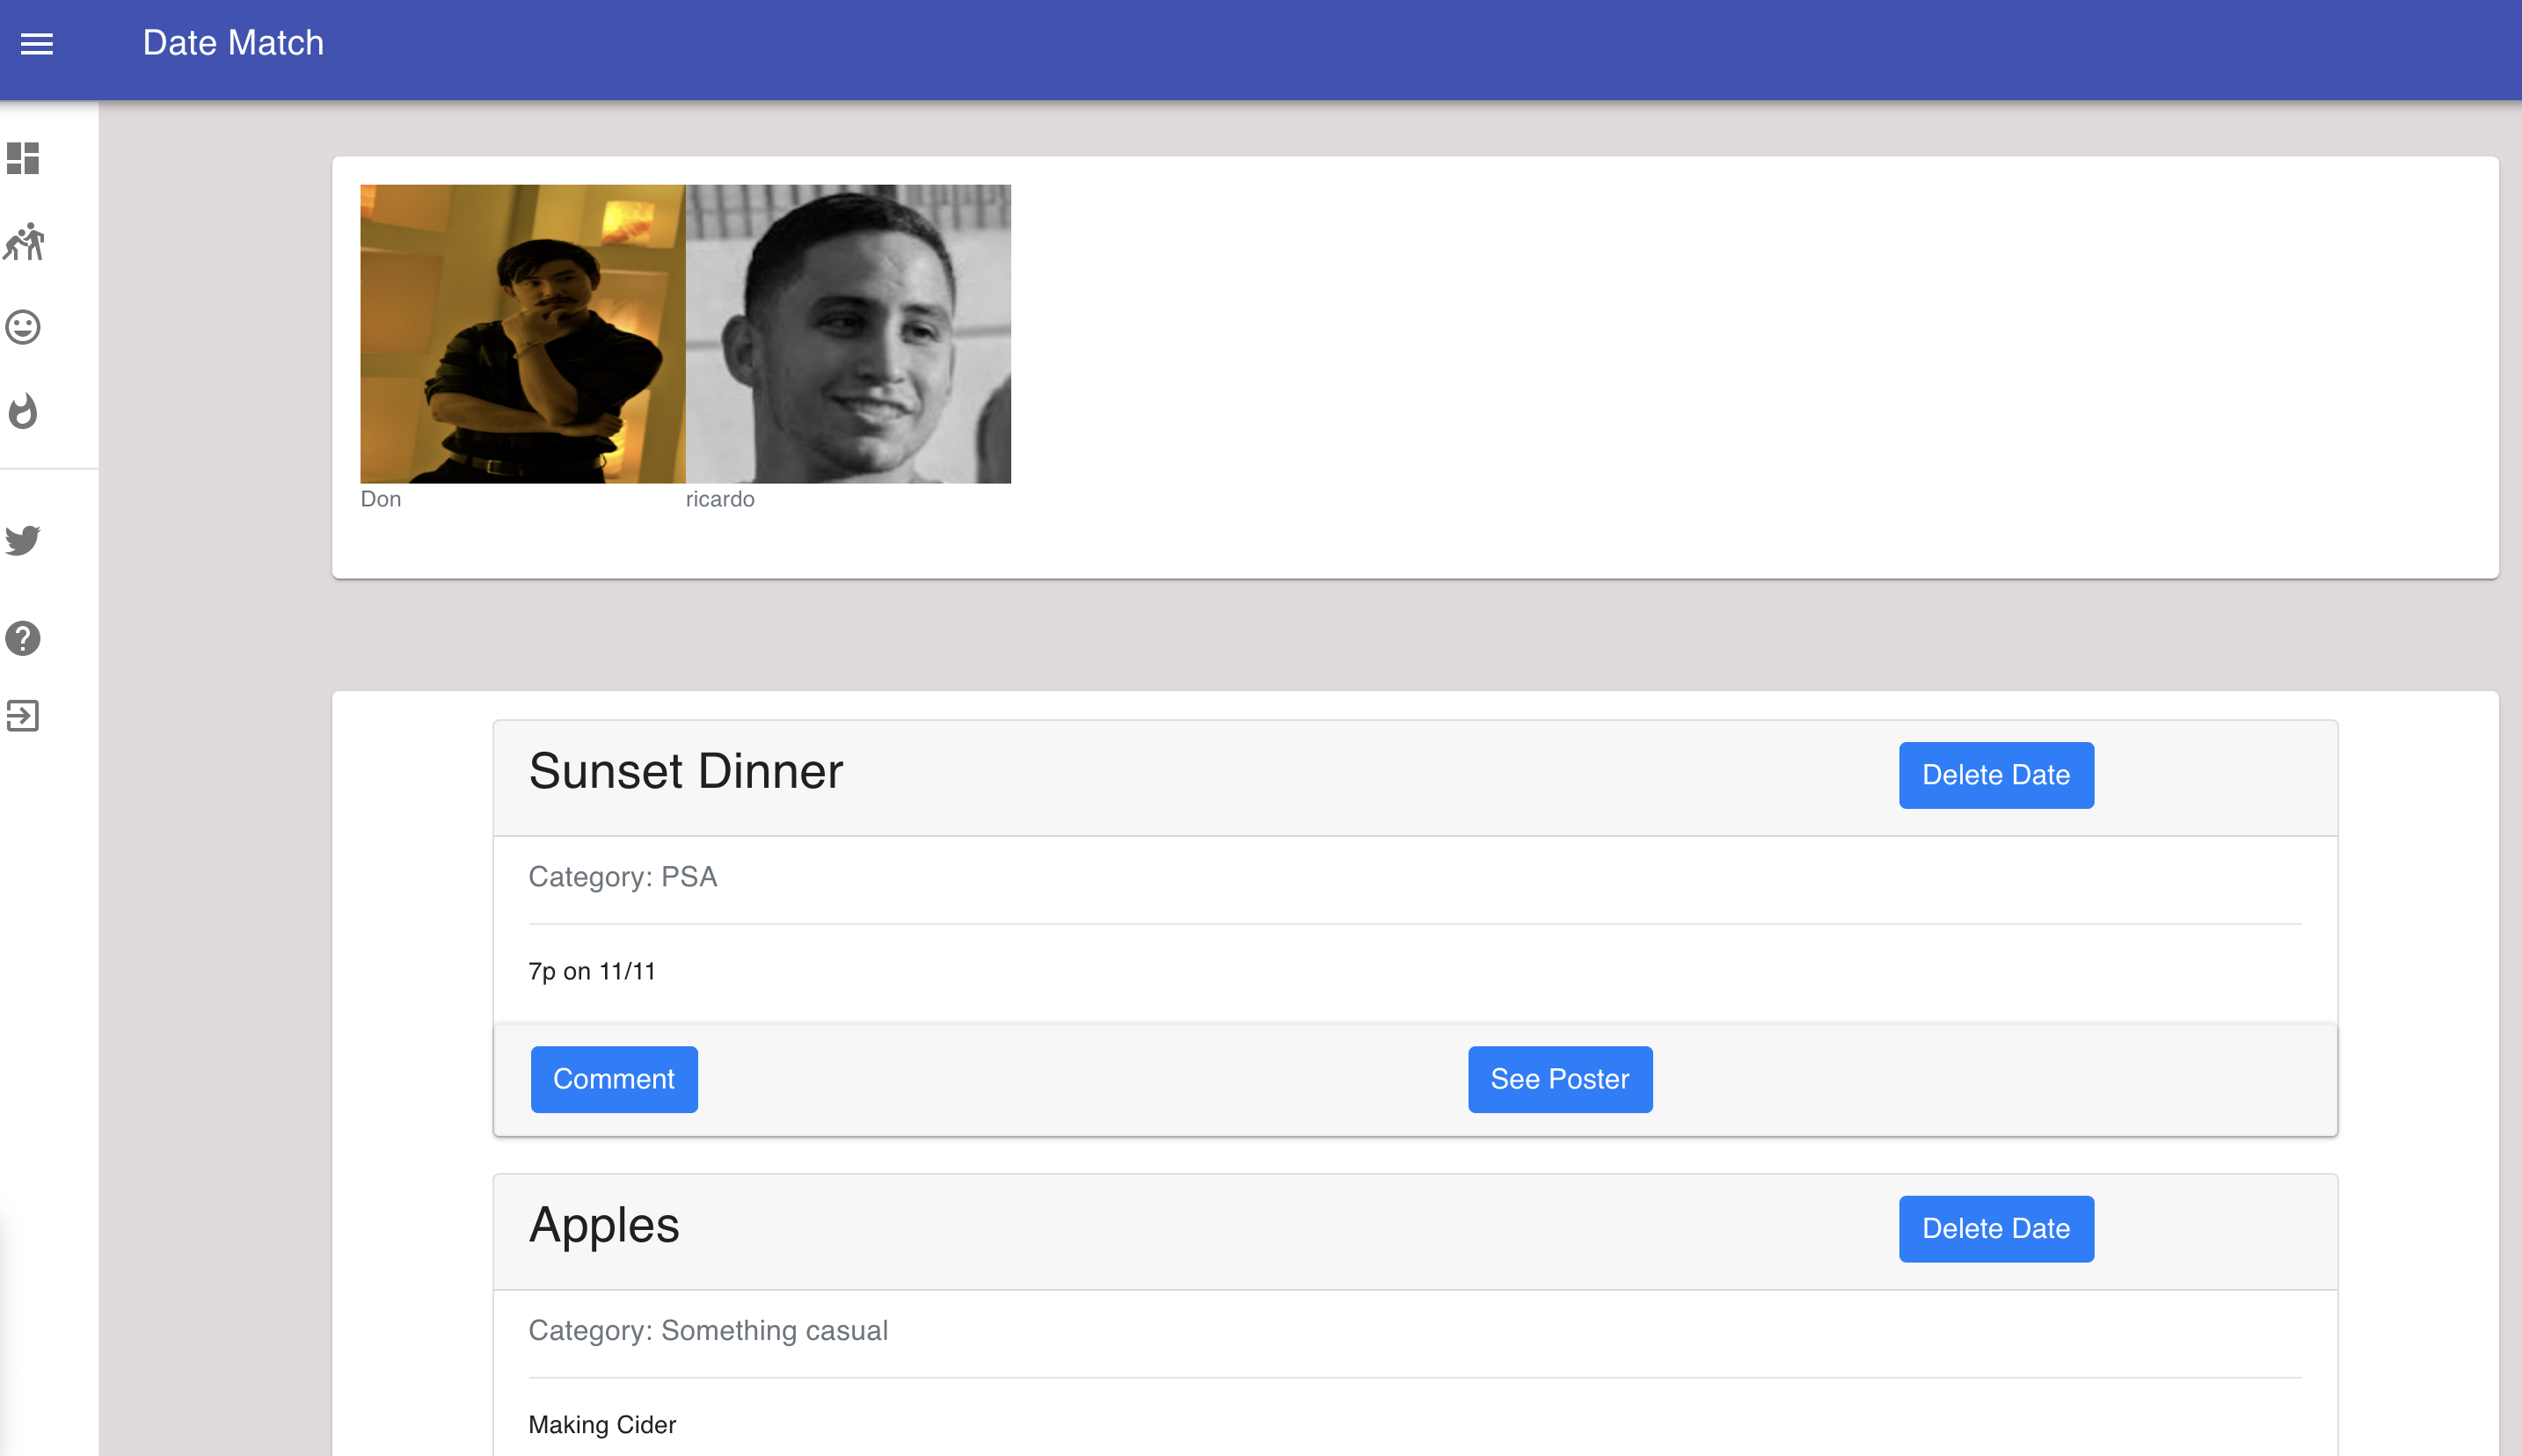 Date Match
Don
ricardo
Sunset Dinner
Delete Date
Category: PSA
7p on 11/11
Comment
See Poster
Apples
Delete Date
Category: Something casual
Making Cider